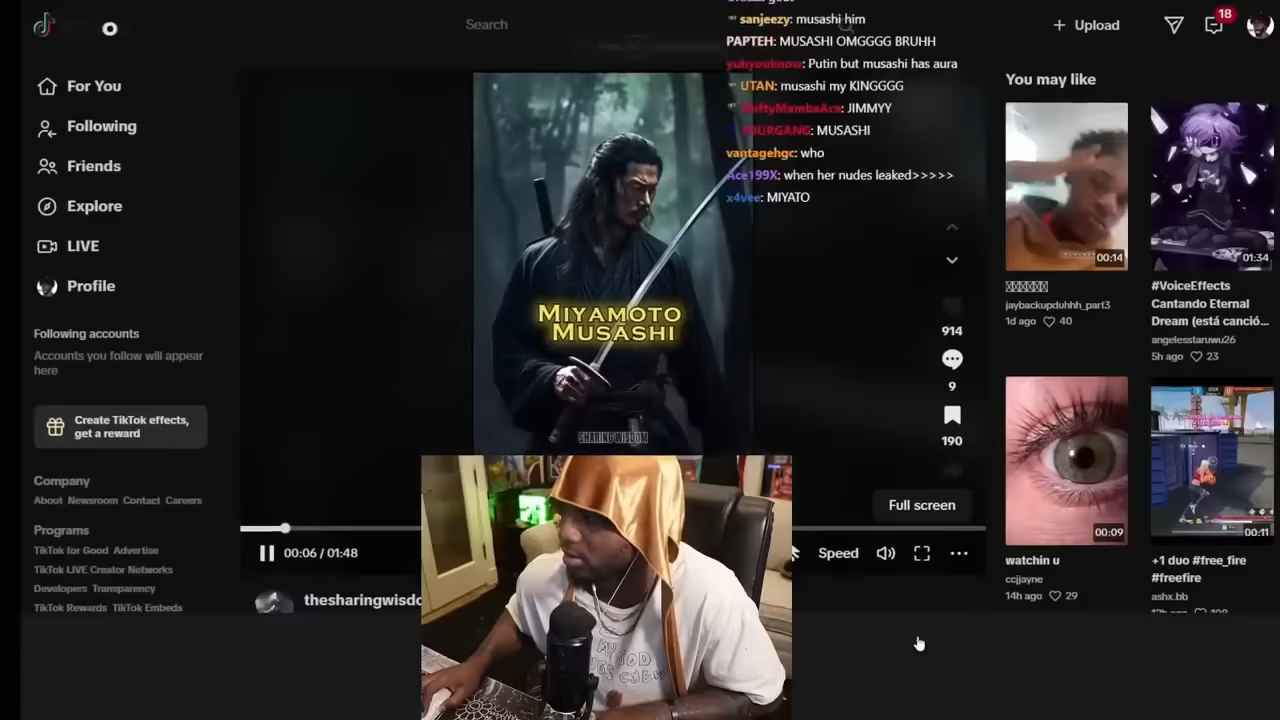 Search
Upload
18
For You
Following
Friends
Explore
LIVE
Profile
Following accounts
Accounts you follow will appear
here
Create TikTok effects,
get a reward
Company
About Newsroom Contact Careers
Programs
TikTok for Good Advertise
TikTok LIVE Creator Networks
Developers Transparency
TikTok Rewards TikTok Embeds
sanjeezy: musashi him
PAPTEH: MUSASHI OMGGGG BRUHH
yuhyouknow: Putin but musashi has aura
UTAN: musashi my KINGGGG
ShiftyMambaAce: JIMMYY
YOURGANG: MUSASHI
vantagehgc: who
Ace199X: when her nudes leaked>>>>>
x4vee: MIYATO
MIYAMOTO
MUSASHI
SHARING WISDOM
914
9
190
Full screen
00:06 / 01:48
Speed
thesharingwisdo
MY
You may like
00:14
jaybackupduhhh_part3
1d ago 40
01:34
#VoiceEffects
Cantando Eternal
Dream (está canció...
angelesstaruwu26
5h ago 23
00:09
watchin u
ccjjayne
14h ago 29
00:11
+1 duo #free_fire
#freefire
ashx.bb